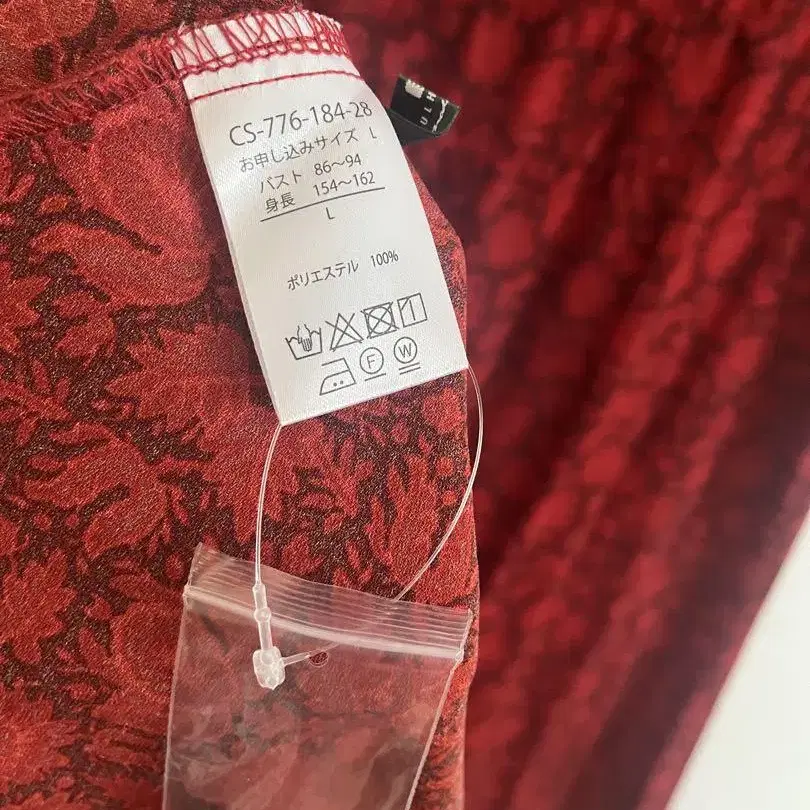 CS-776-184-28
お申し込みサイズ L
バスト 86～94
身長 154～162
L
ポリエステル 100%
F W